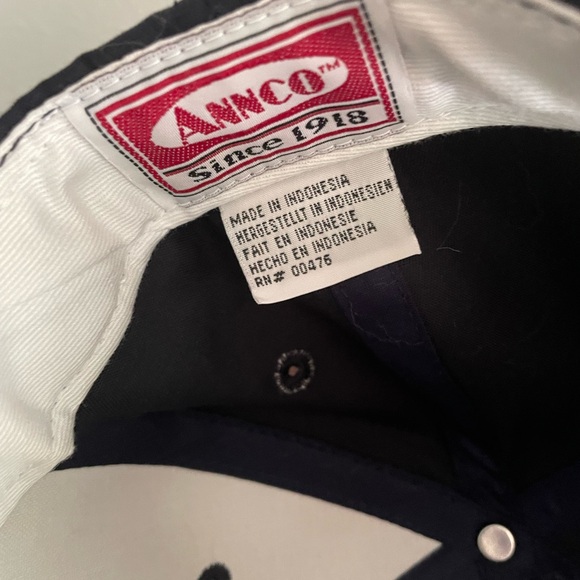 ANNCO™
Since 1918
MADE IN INDONESIA
HERGESTELLT IN INDONESIEN
FAIT EN INDONESIE
HECHO EN INDONESIA
RN# 00476